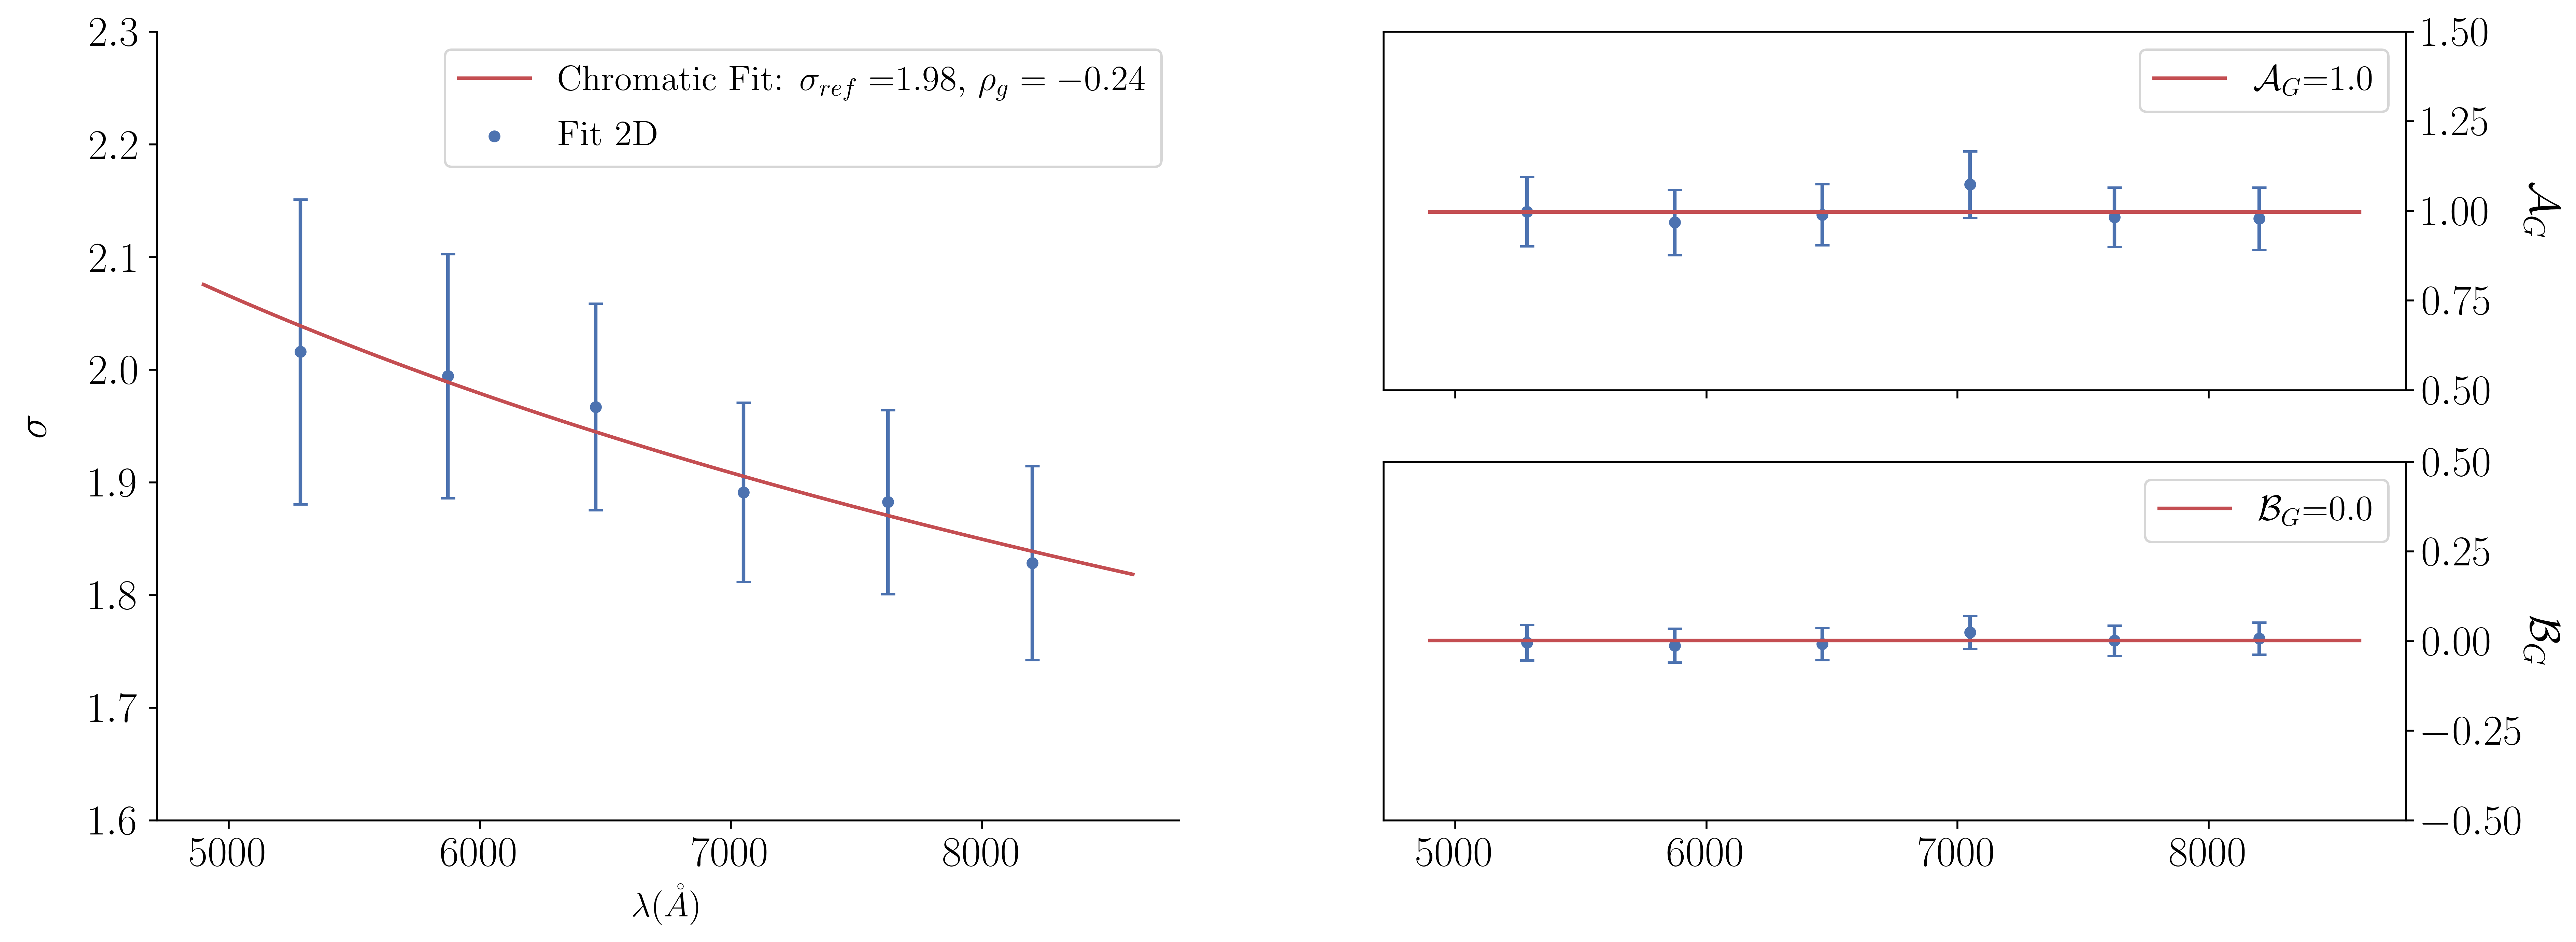 2.3
2.2
2.1
2.0
1.9
1.8
1.7
1.6
σ
Chromatic Fit: σ_ref =1.98, ρ_g = −0.24
Fit 2D
5000 6000 7000 8000
λ(Å)
𝒜_G=1.0
1.50
1.25
1.00
0.75
0.50
𝒜_G
ℬ_G=0.0
0.50
0.25
0.00
−0.25
−0.50
ℬ_G
5000 6000 7000 8000